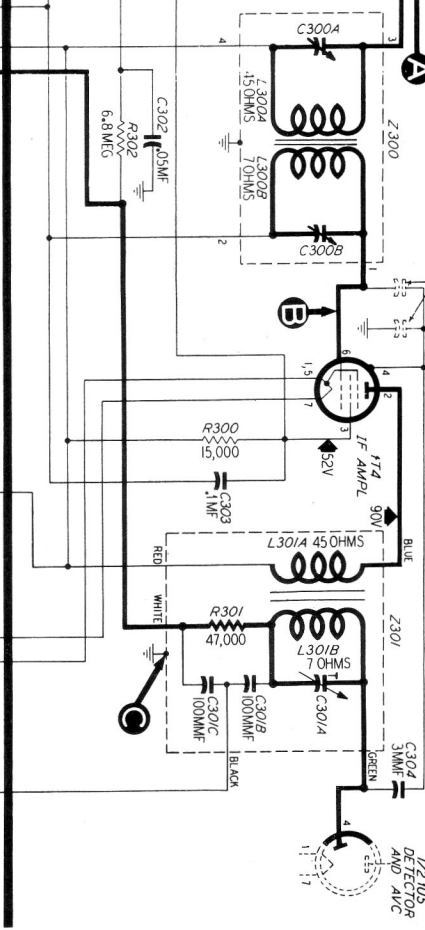 A
C300A
3
4
L300A
.15 OHMS
L300B
7 OHMS
Z300
C300B
2
1
C302
.05MF
R302
6.8 MEG
B
6
4
1,5
2
7
3
1T4
IF AMPL
R300
15,000
52V
C303
.1MF
90V
L301A 45 OHMS
BLUE
RED
WHITE
R301
47,000
L301B
7 OHMS
Z301
C301A
C301B
100MMF
C301C
100MMF
C
BLACK
GREEN
C304
3MMF
4
1
7
DETECTOR
AND AVC